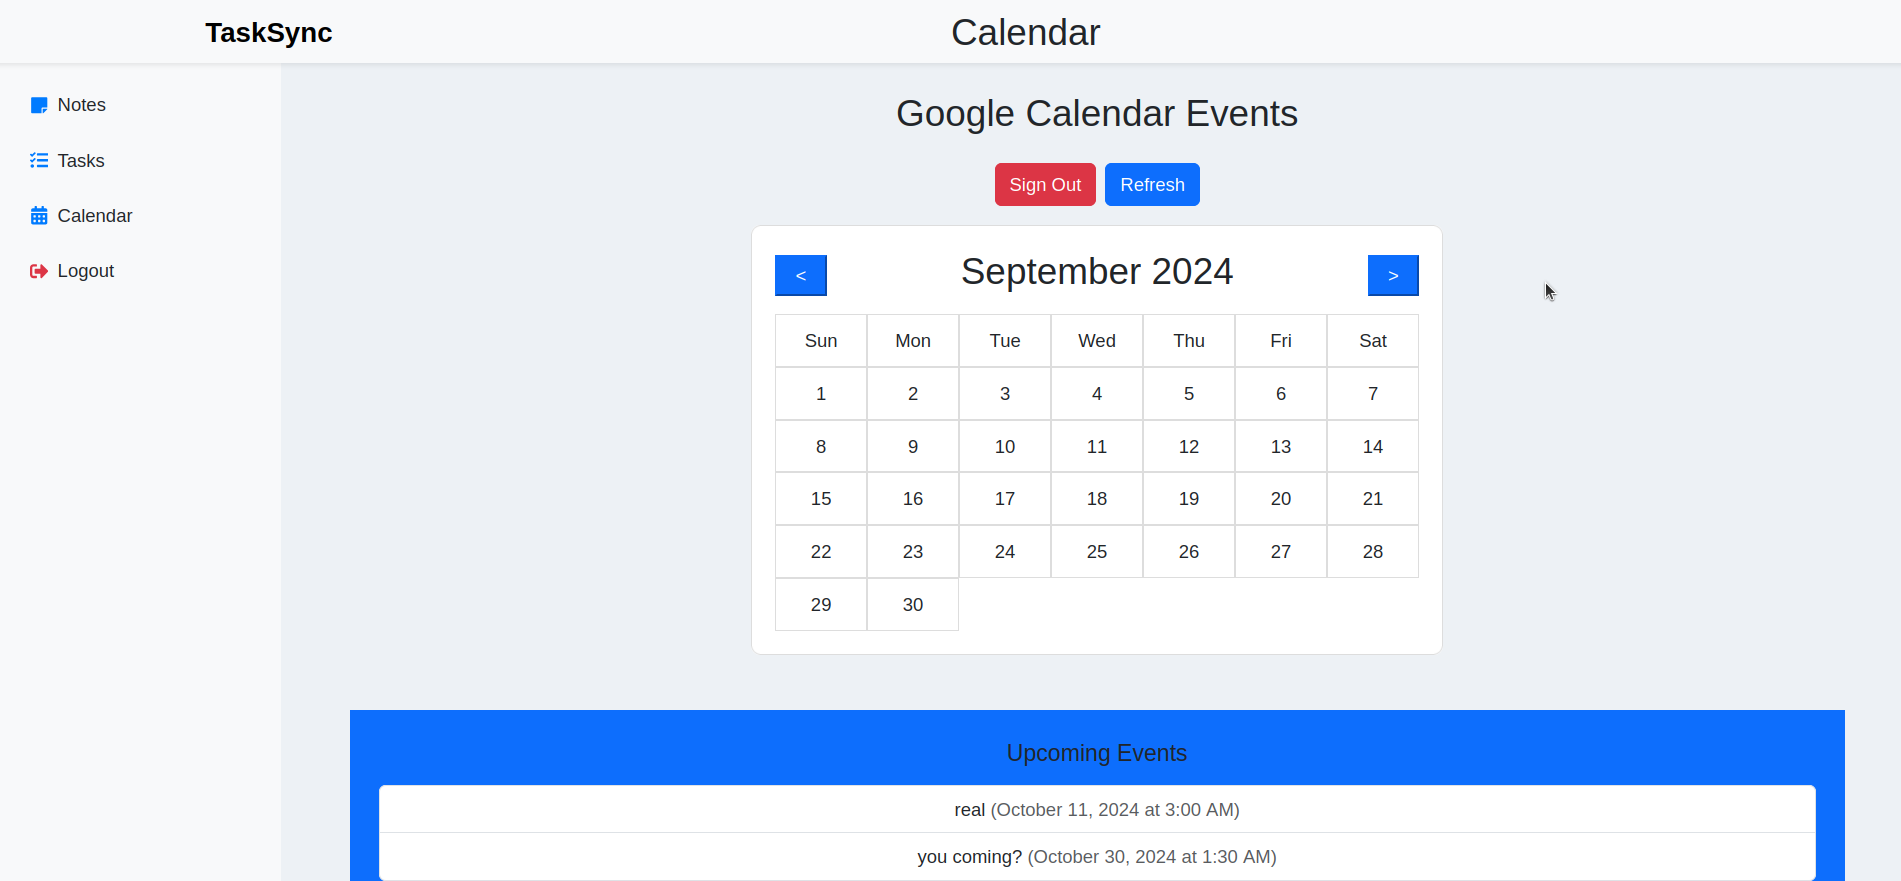 TaskSync
Calendar
Notes
Tasks
Calendar
Logout
Google Calendar Events
Sign Out Refresh
< September 2024 >
Sun Mon Tue Wed Thu Fri Sat
1 2 3 4 5 6 7
8 9 10 11 12 13 14
15 16 17 18 19 20 21
22 23 24 25 26 27 28
29 30
Upcoming Events
real (October 11, 2024 at 3:00 AM)
you coming? (October 30, 2024 at 1:30 AM)